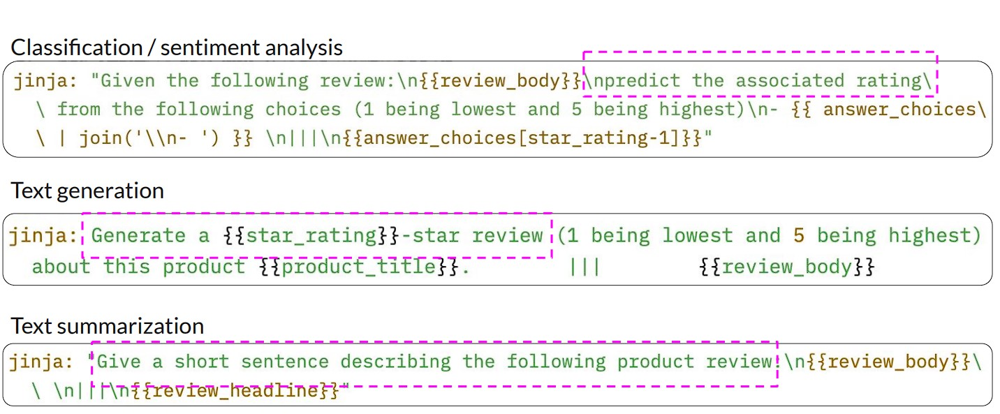 Classification / sentiment analysis
jinja: "Given the following review:\n{{review_body}}\npredict the associated rating\
\ from the following choices (1 being lowest and 5 being highest)\n- {{ answer_choices\
\ | join('\\n- ') }} \n|||\n{{answer_choices[star_rating-1]}}"
Text generation
jinja: Generate a {{star_rating}}-star review (1 being lowest and 5 being highest)
about this product {{product_title}}. ||| {{review_body}}
Text summarization
jinja: "Give a short sentence describing the following product review:\n{{review_body}}\
\ \n|||\n{{review_headline}}"